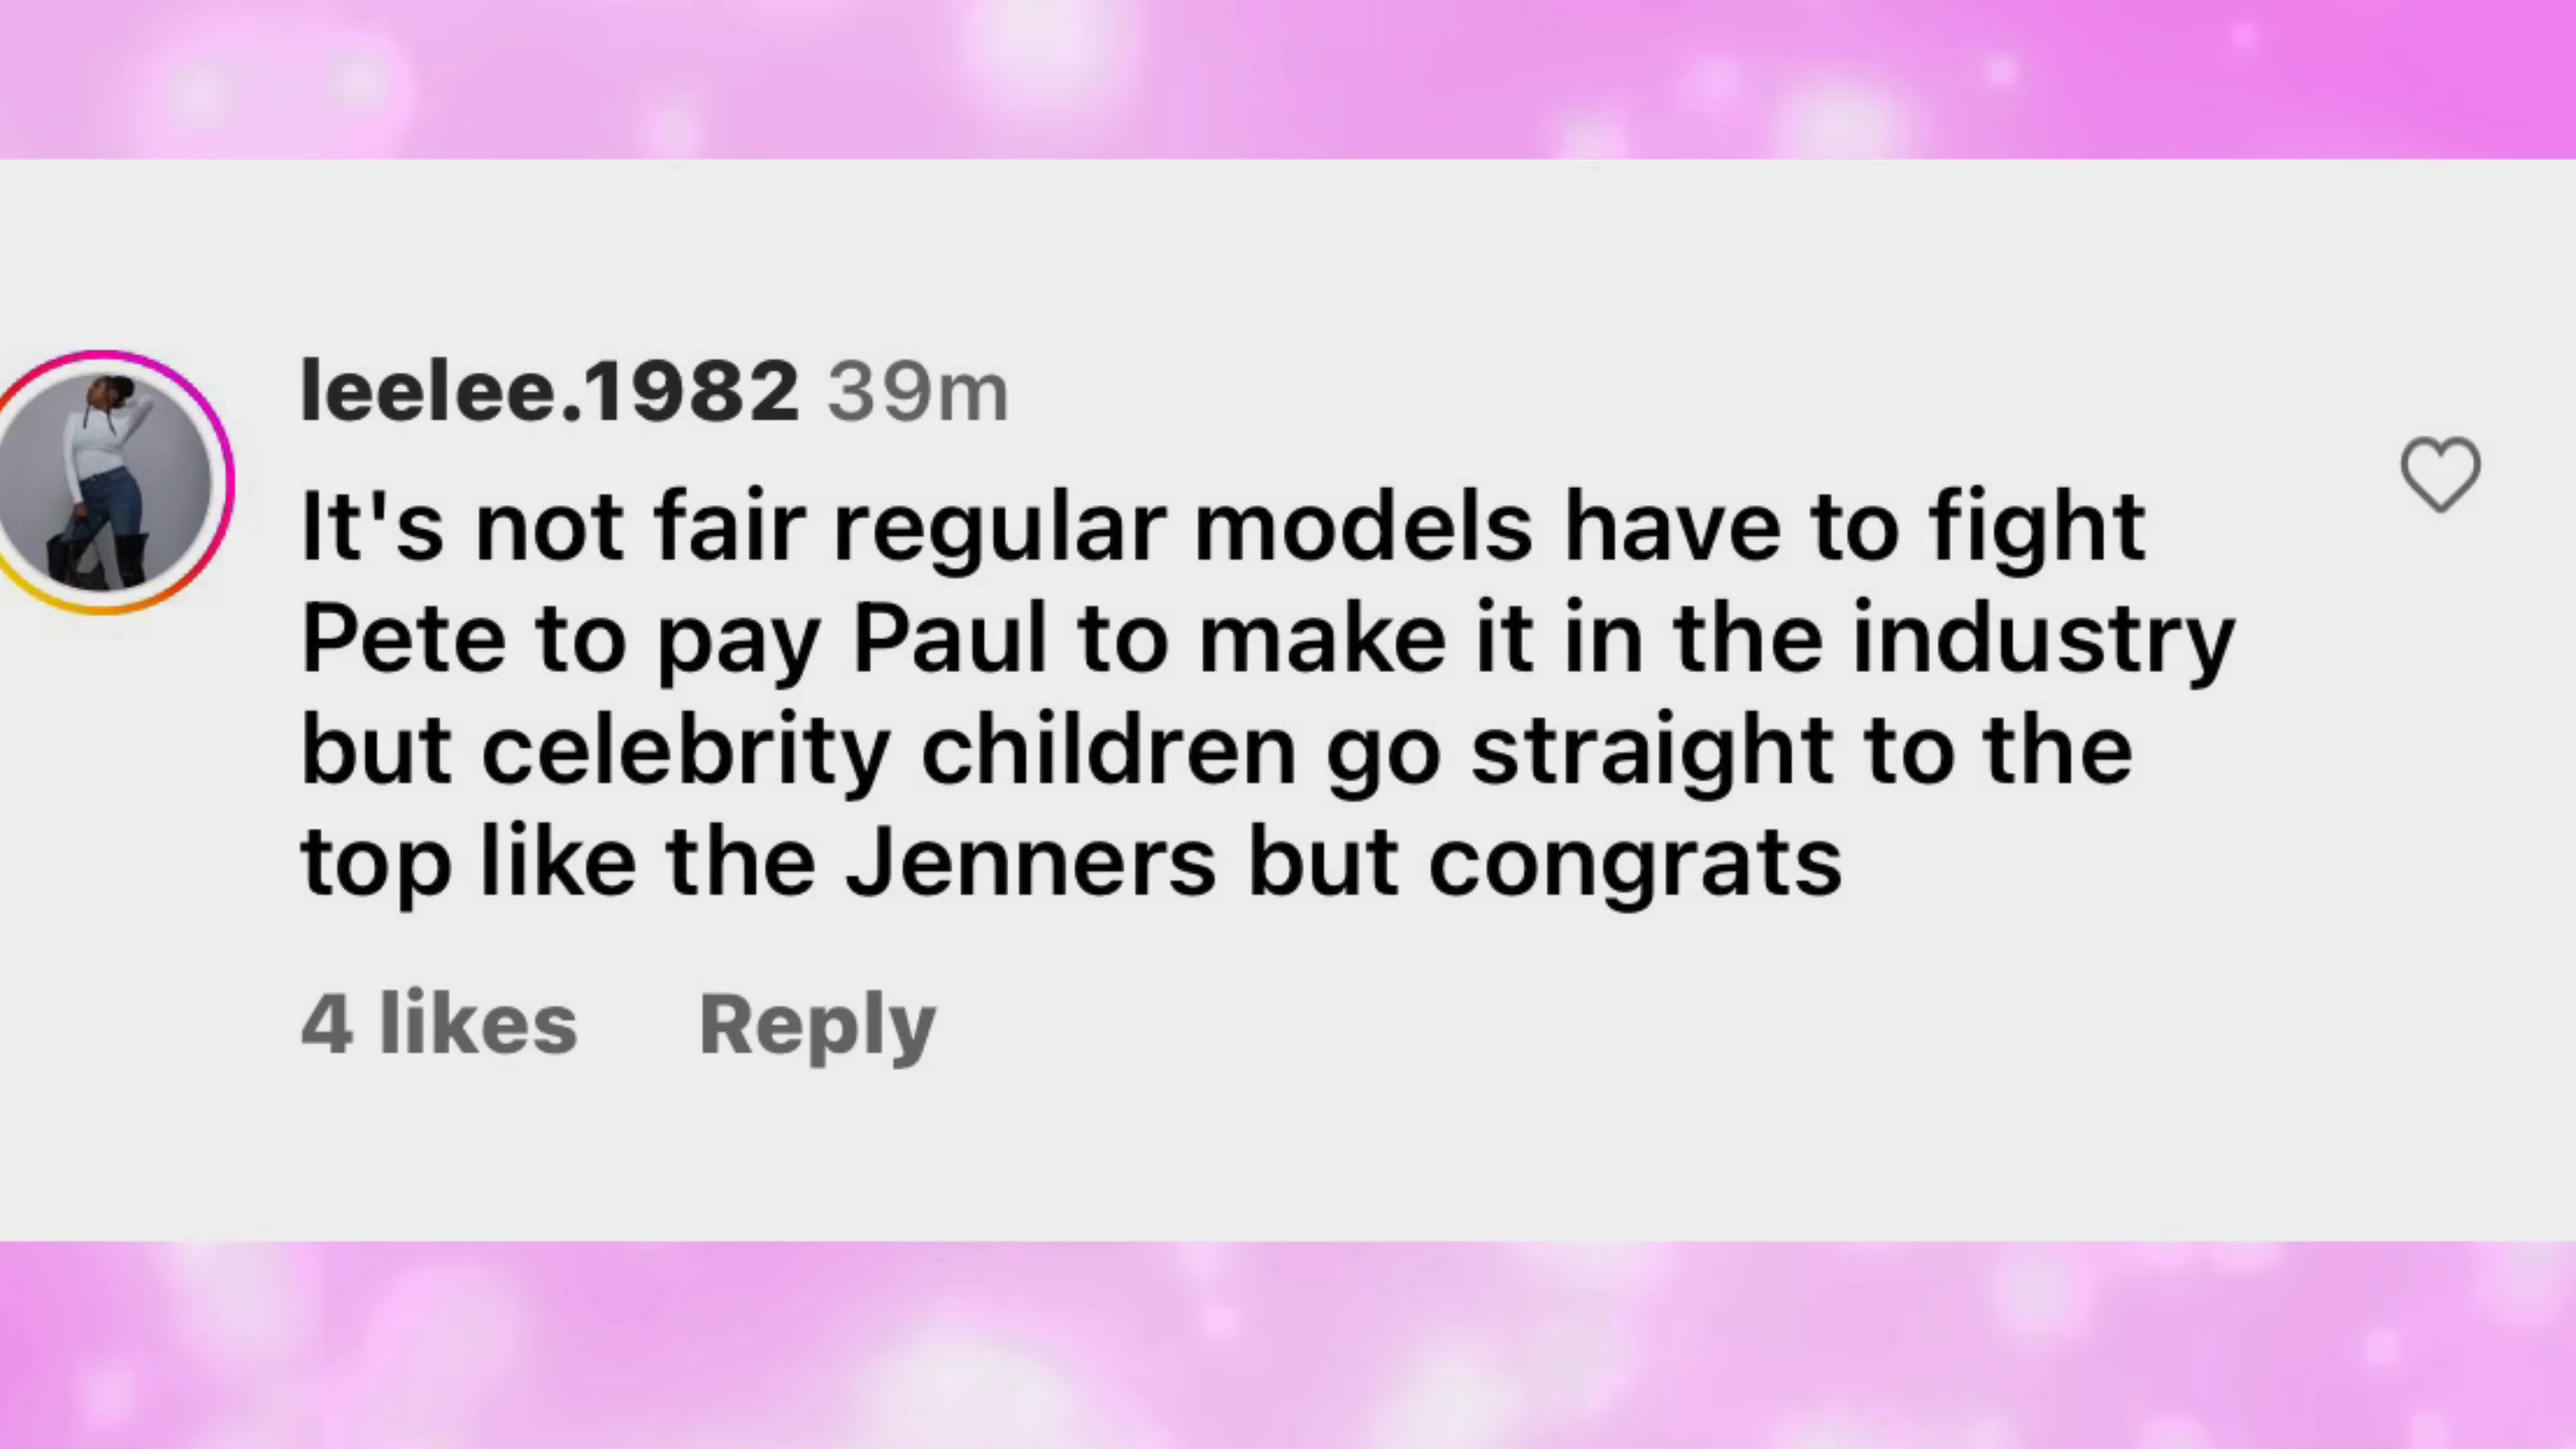 leelee.1982 39m
It's not fair regular models have to fight
Pete to pay Paul to make it in the industry
but celebrity children go straight to the
top like the Jenners but congrats
4 likes Reply